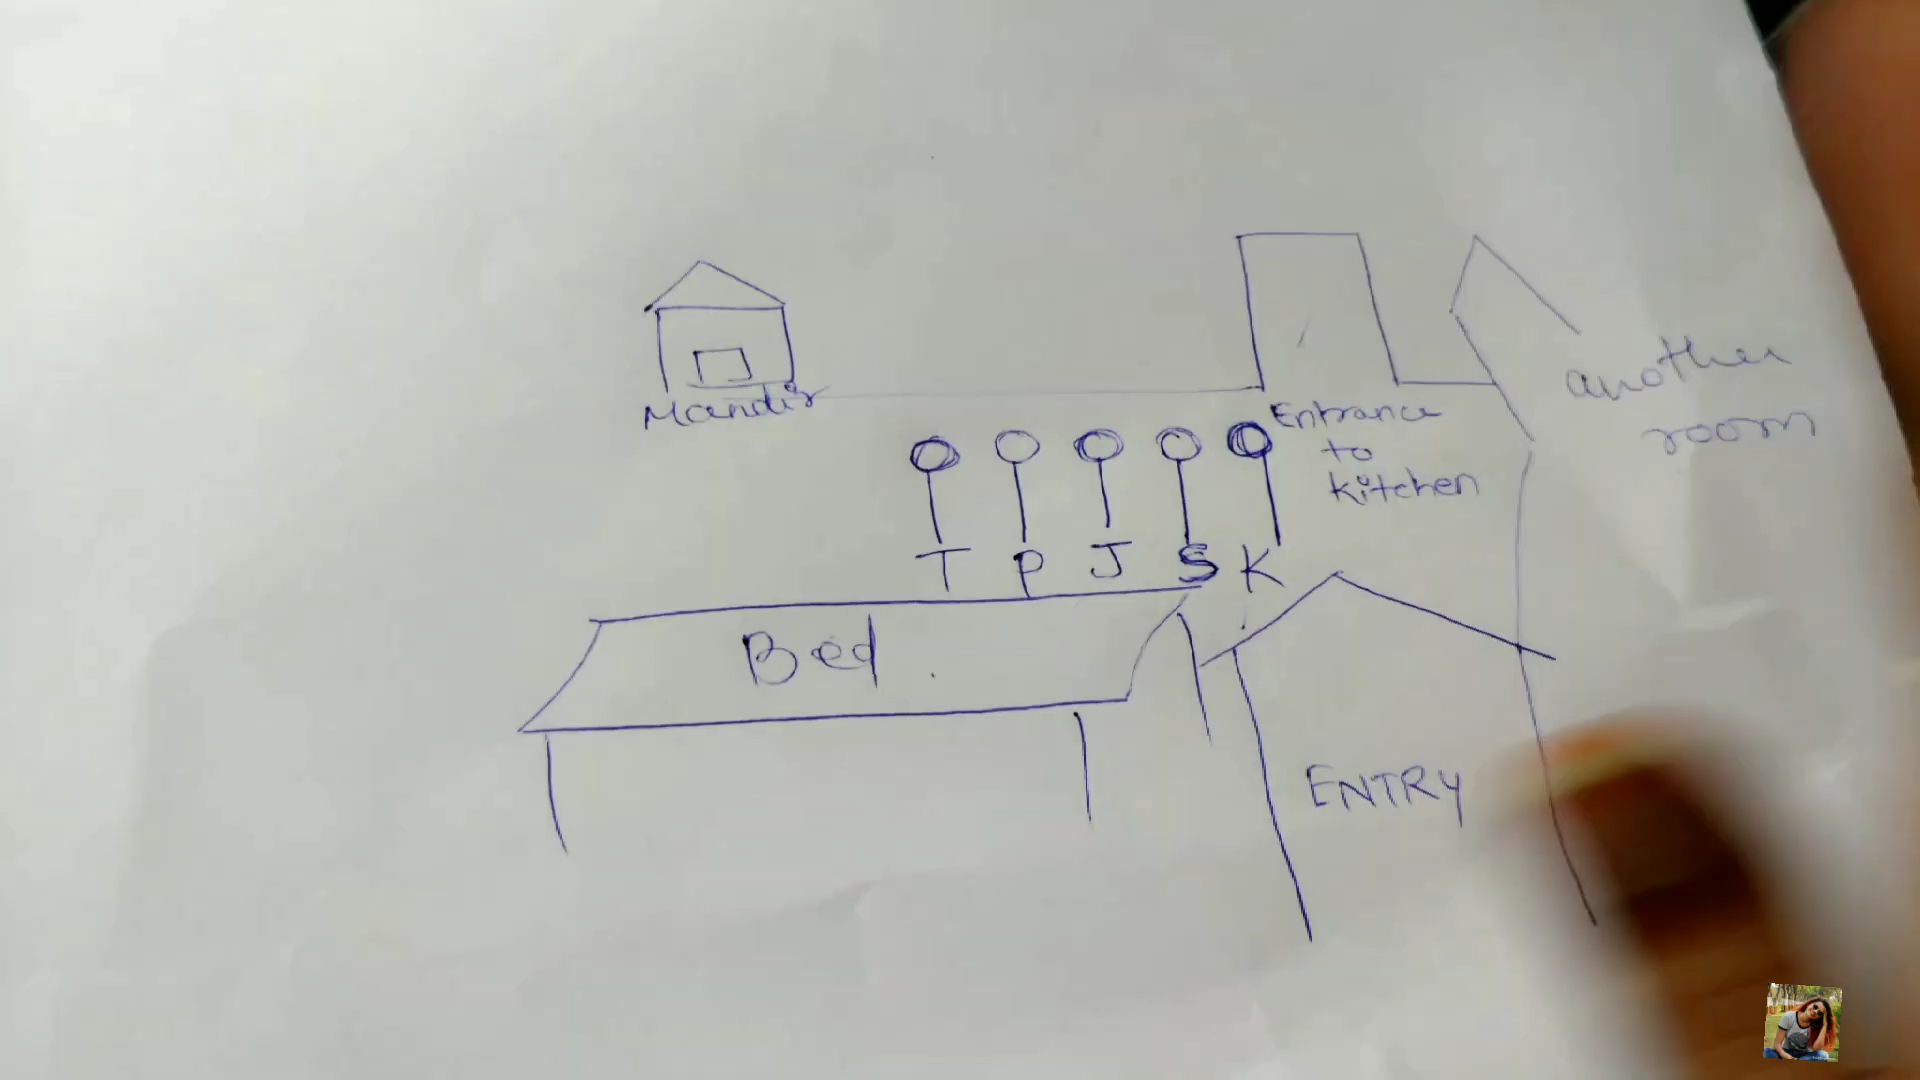 Mandir
Entrance
to
kitchen
another
room
T P J S K
Bed
ENTRY